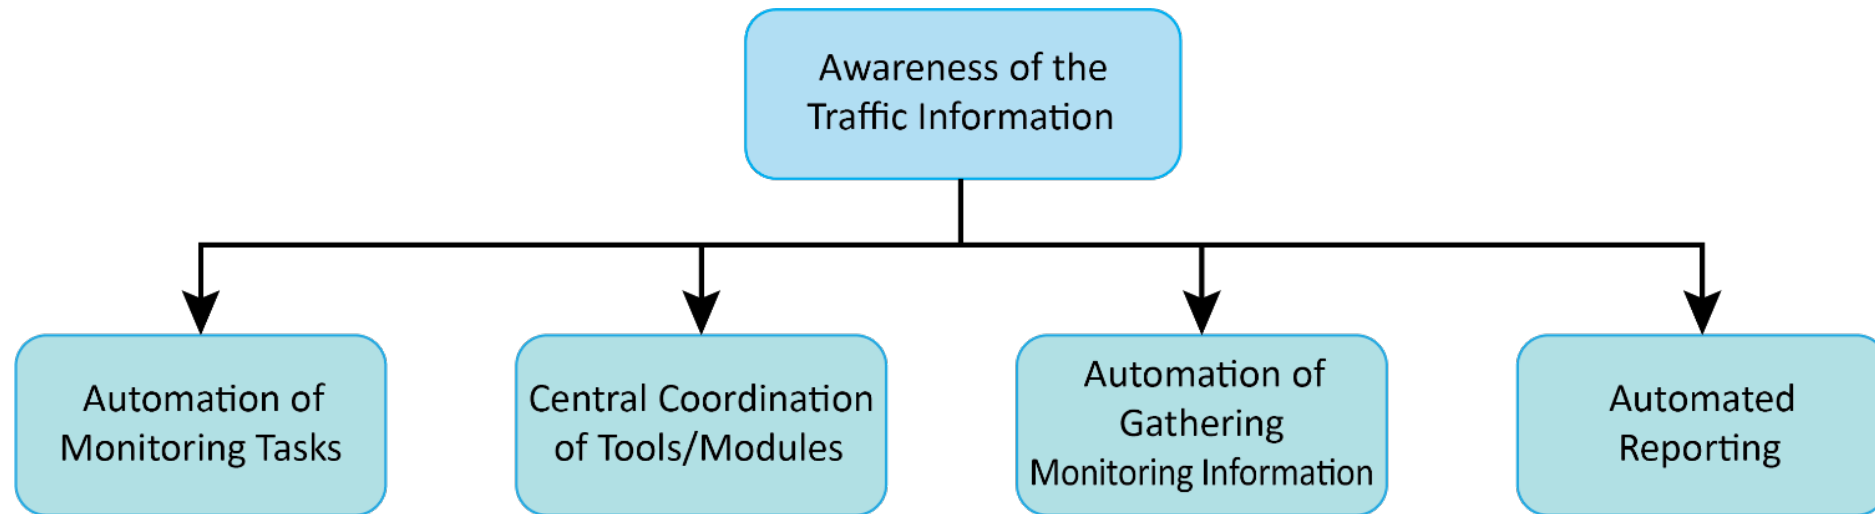 Awareness of the
Traffic Information
Automation of
Monitoring Tasks
Central Coordination
of Tools/Modules
Automation of
Gathering
Monitoring Information
Automated
Reporting